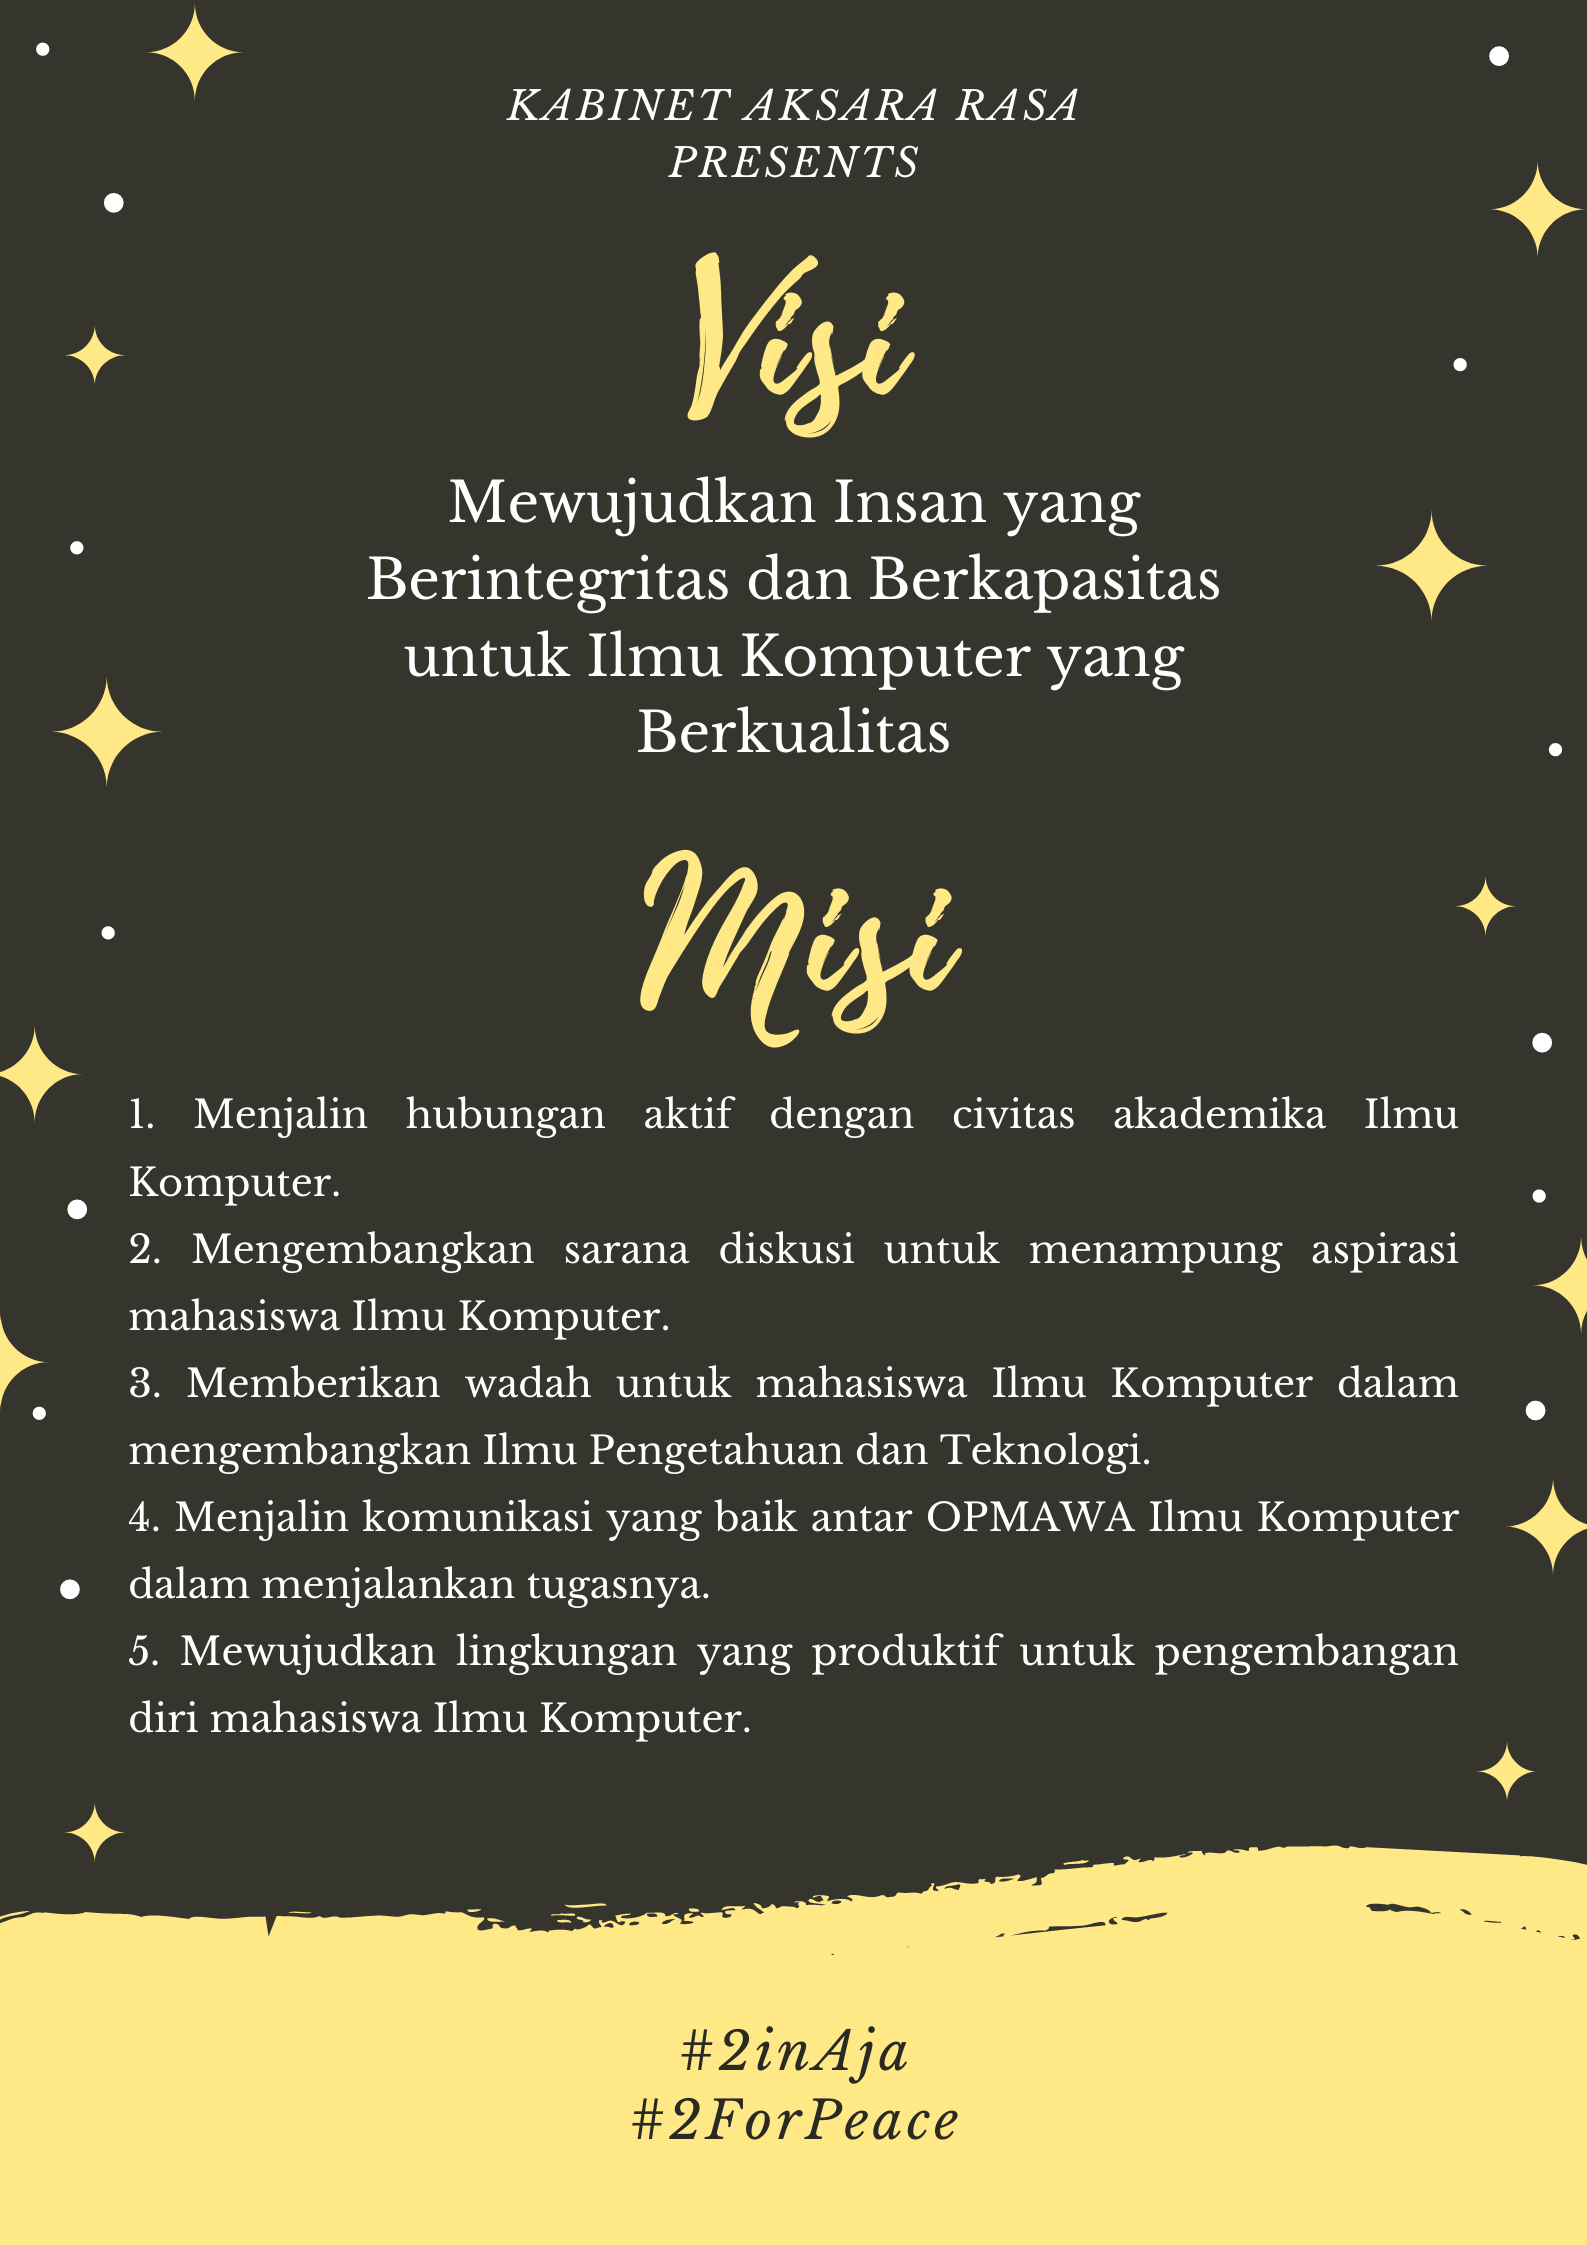 KABINET AKSARA RASA
PRESENTS
Visi
Mewujudkan Insan yang
Berintegritas dan Berkapasitas
untuk Ilmu Komputer yang
Berkualitas
Misi
1. Menjalin hubungan aktif dengan civitas akademika Ilmu
Komputer.
2. Mengembangkan sarana diskusi untuk menampung aspirasi
mahasiswa Ilmu Komputer.
3. Memberikan wadah untuk mahasiswa Ilmu Komputer dalam
mengembangkan Ilmu Pengetahuan dan Teknologi.
4. Menjalin komunikasi yang baik antar OPMAWA Ilmu Komputer
dalam menjalankan tugasnya.
5. Mewujudkan lingkungan yang produktif untuk pengembangan
diri mahasiswa Ilmu Komputer.
#2inAja
#2ForPeace